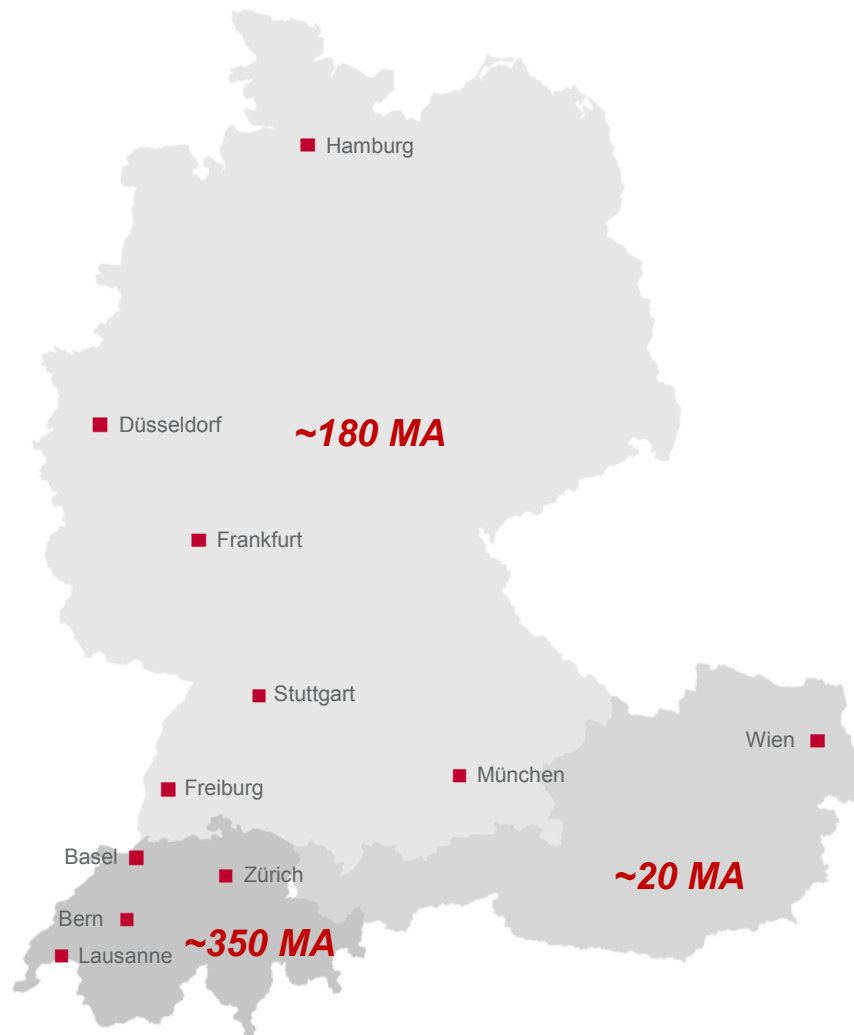 Hamburg
Düsseldorf
~180 MA
Frankfurt
Stuttgart
Wien
München
Freiburg
Basel
Zürich
~20 MA
Bern
~350 MA
Lausanne